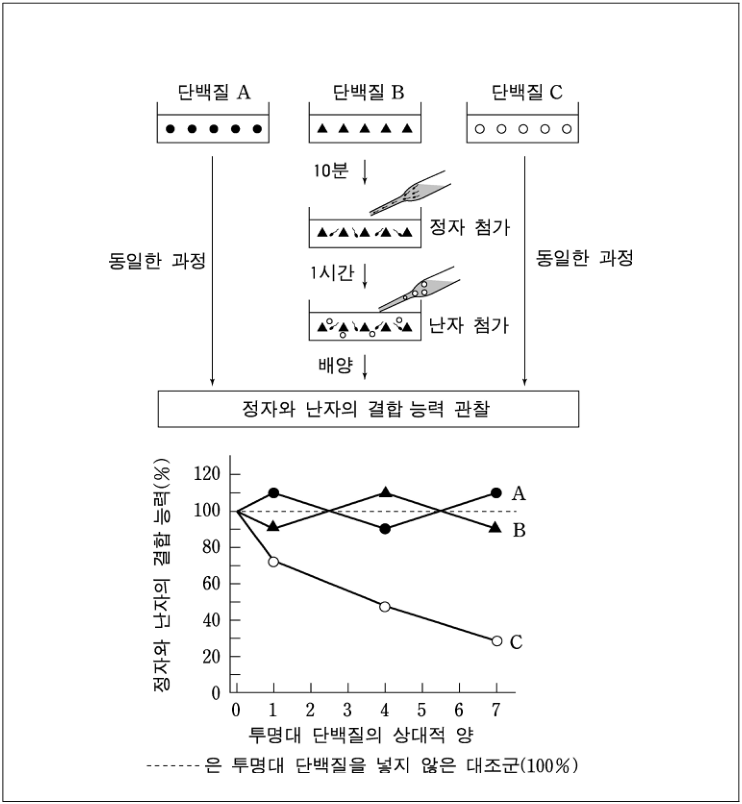 단백질 A 단백질 B 단백질 C
10분
정자 첨가
동일한 과정 동일한 과정
1시간
난자 첨가
배양
정자와 난자의 결합 능력 관찰
정자와 난자의 결합 능력(%)
120
100
80
60
40
20
0
A
B
C
0 1 2 3 4 5 6 7
투명대 단백질의 상대적 양
------은 투명대 단백질을 넣지 않은 대조군(100%)